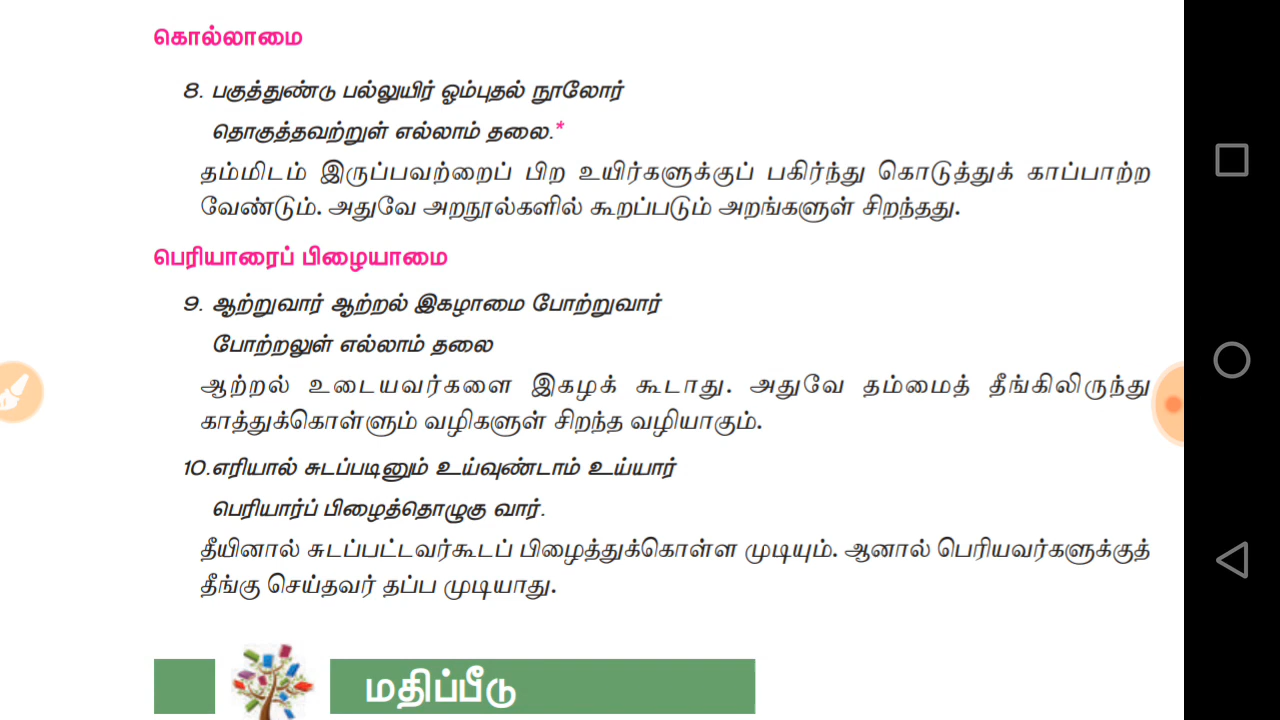 கொல்லாமை
8. பகுத்துண்டு பல்லுயிர் ஓம்புதல் நூலோர்
தொகுத்தவற்றுள் எல்லாம் தலை.*
தம்மிடம் இருப்பவற்றைப் பிற உயிர்களுக்குப் பகிர்ந்து கொடுத்துக் காப்பாற்ற
வேண்டும். அதுவே அறநூல்களில் கூறப்படும் அறங்களுள் சிறந்தது.
பெரியாரைப் பிழையாமை
9. ஆற்றுவார் ஆற்றல் இகழாமை போற்றுவார்
போற்றலுள் எல்லாம் தலை
ஆற்றல் உடையவர்களை இகழக் கூடாது. அதுவே தம்மைத் தீங்கிலிருந்து
காத்துக்கொள்ளும் வழிகளுள் சிறந்த வழியாகும்.
10.எரியால் சுடப்படினும் உய்வுண்டாம் உய்யார்
பெரியார்ப் பிழைத்தொழுகு வார்.
தீயினால் சுடப்பட்டவர்கூடப் பிழைத்துக்கொள்ள முடியும். ஆனால் பெரியவர்களுக்குத்
தீங்கு செய்தவர் தப்ப முடியாது.
மதிப்பீடு